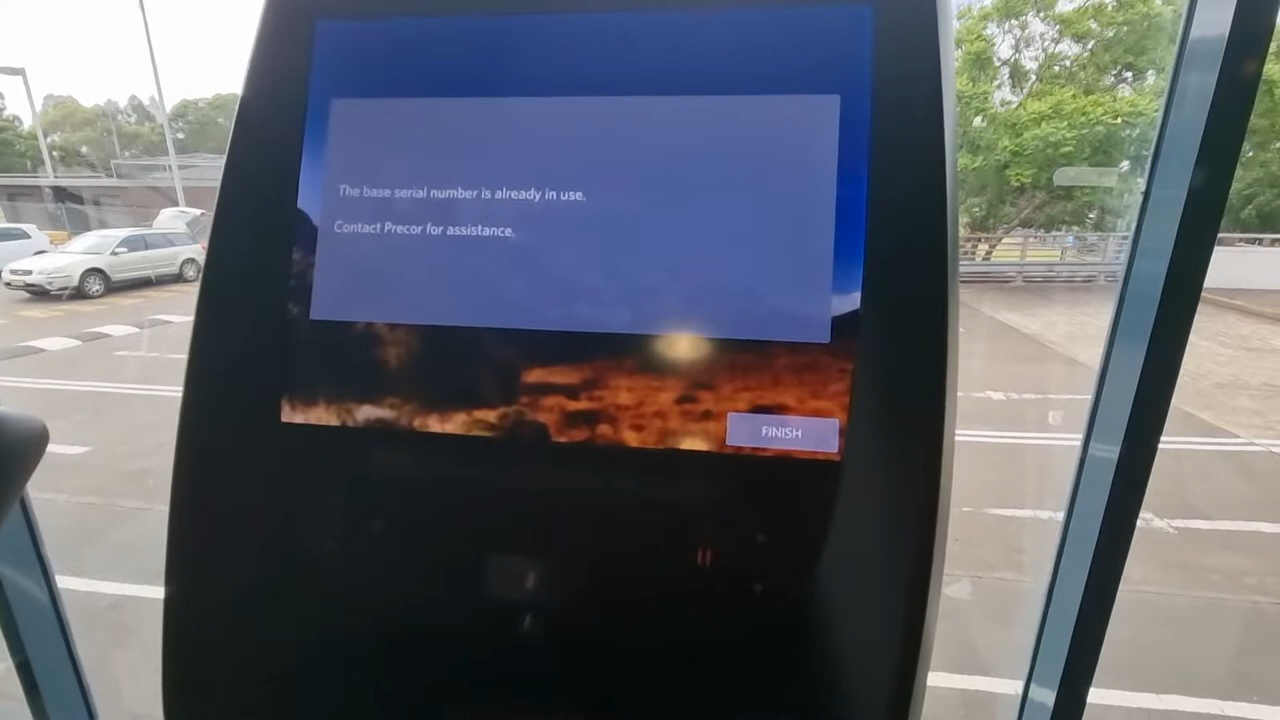 The base serial number is already in use.
Contact Precor for assistance.
FINISH